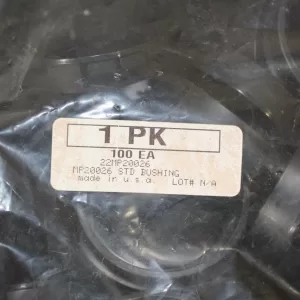 1 PK
100 EA
22MP20026
MP20026 STD BUSHING
made in u.s.a. LOT# N/A